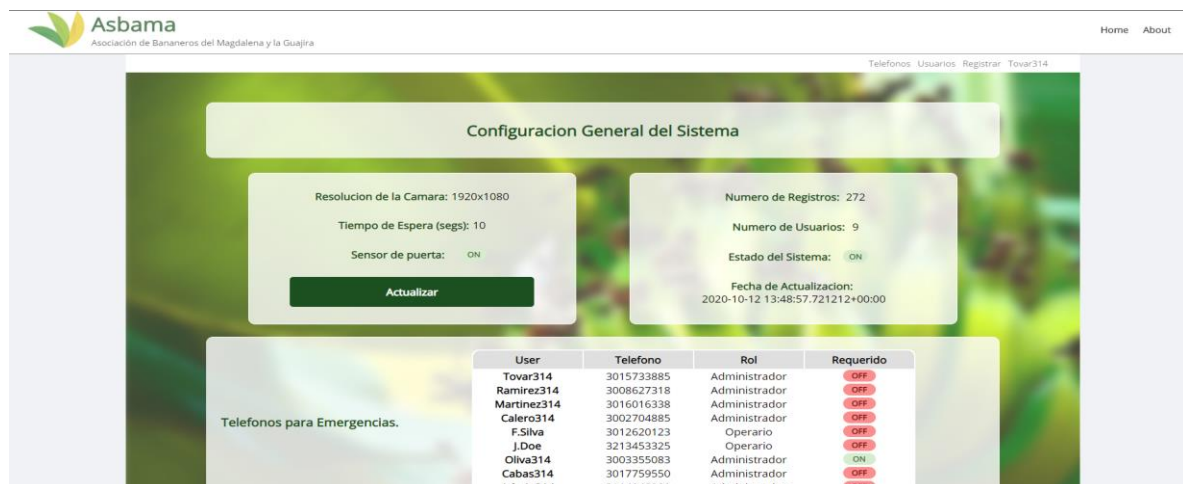 Asbama
Asociación de Bananeros del Magdalena y la Guajira
Home About
Telefonos Usuarios Registrar Tovar314
Configuracion General del Sistema
Resolucion de la Camara: 1920x1080
Tiempo de Espera (segs): 10
Sensor de puerta: ON
Actualizar
Numero de Registros: 272
Numero de Usuarios: 9
Estado del Sistema: ON
Fecha de Actualizacion:
2020-10-12 13:48:57.721212+00:00
Telefonos para Emergencias.
User Telefono Rol Requerido
Tovar314 3015733885 Administrador OFF
Ramirez314 3008627318 Administrador OFF
Martinez314 3016016338 Administrador OFF
Calero314 3002704885 Administrador OFF
F.Silva 3012620123 Operario OFF
J.Doe 3213453325 Operario OFF
Oliva314 3003355083 Administrador ON
Cabas314 3017759550 Administrador OFF